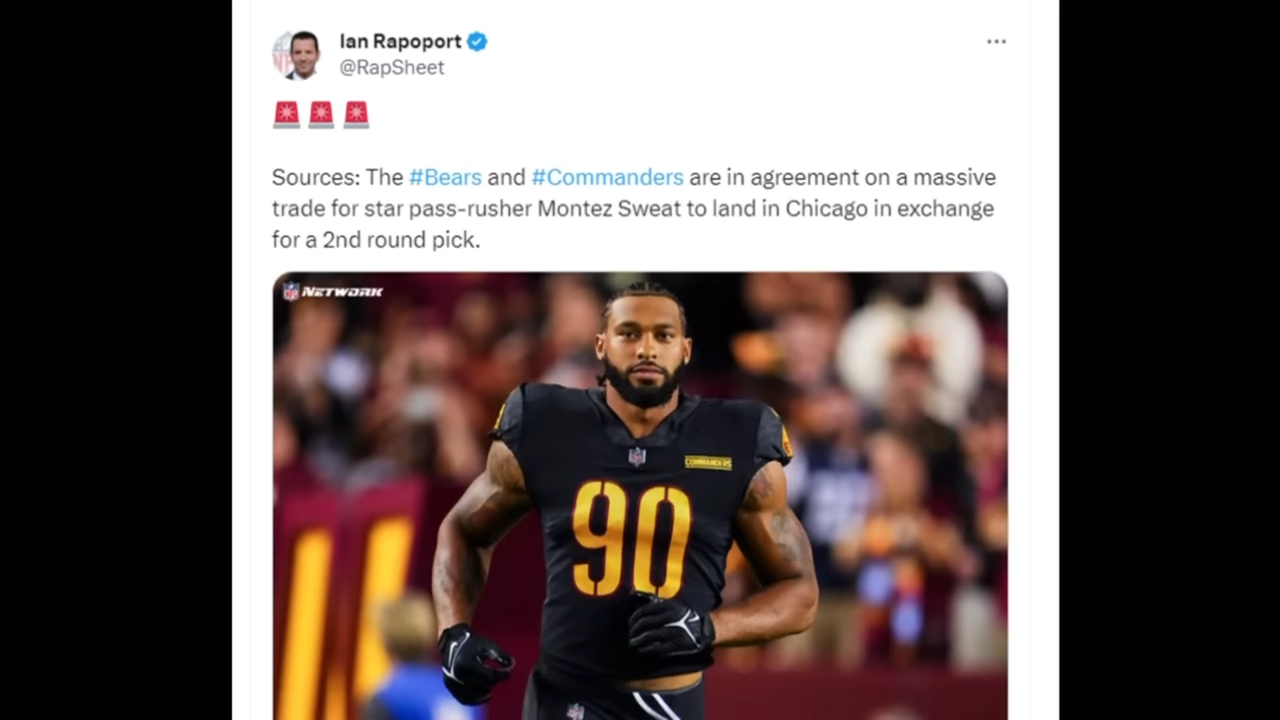 Ian Rapoport
@RapSheet
🚨 🚨 🚨
Sources: The #Bears and #Commanders are in agreement on a massive
trade for star pass-rusher Montez Sweat to land in Chicago in exchange
for a 2nd round pick.
NFL NETWORK
COMMANDERS
90